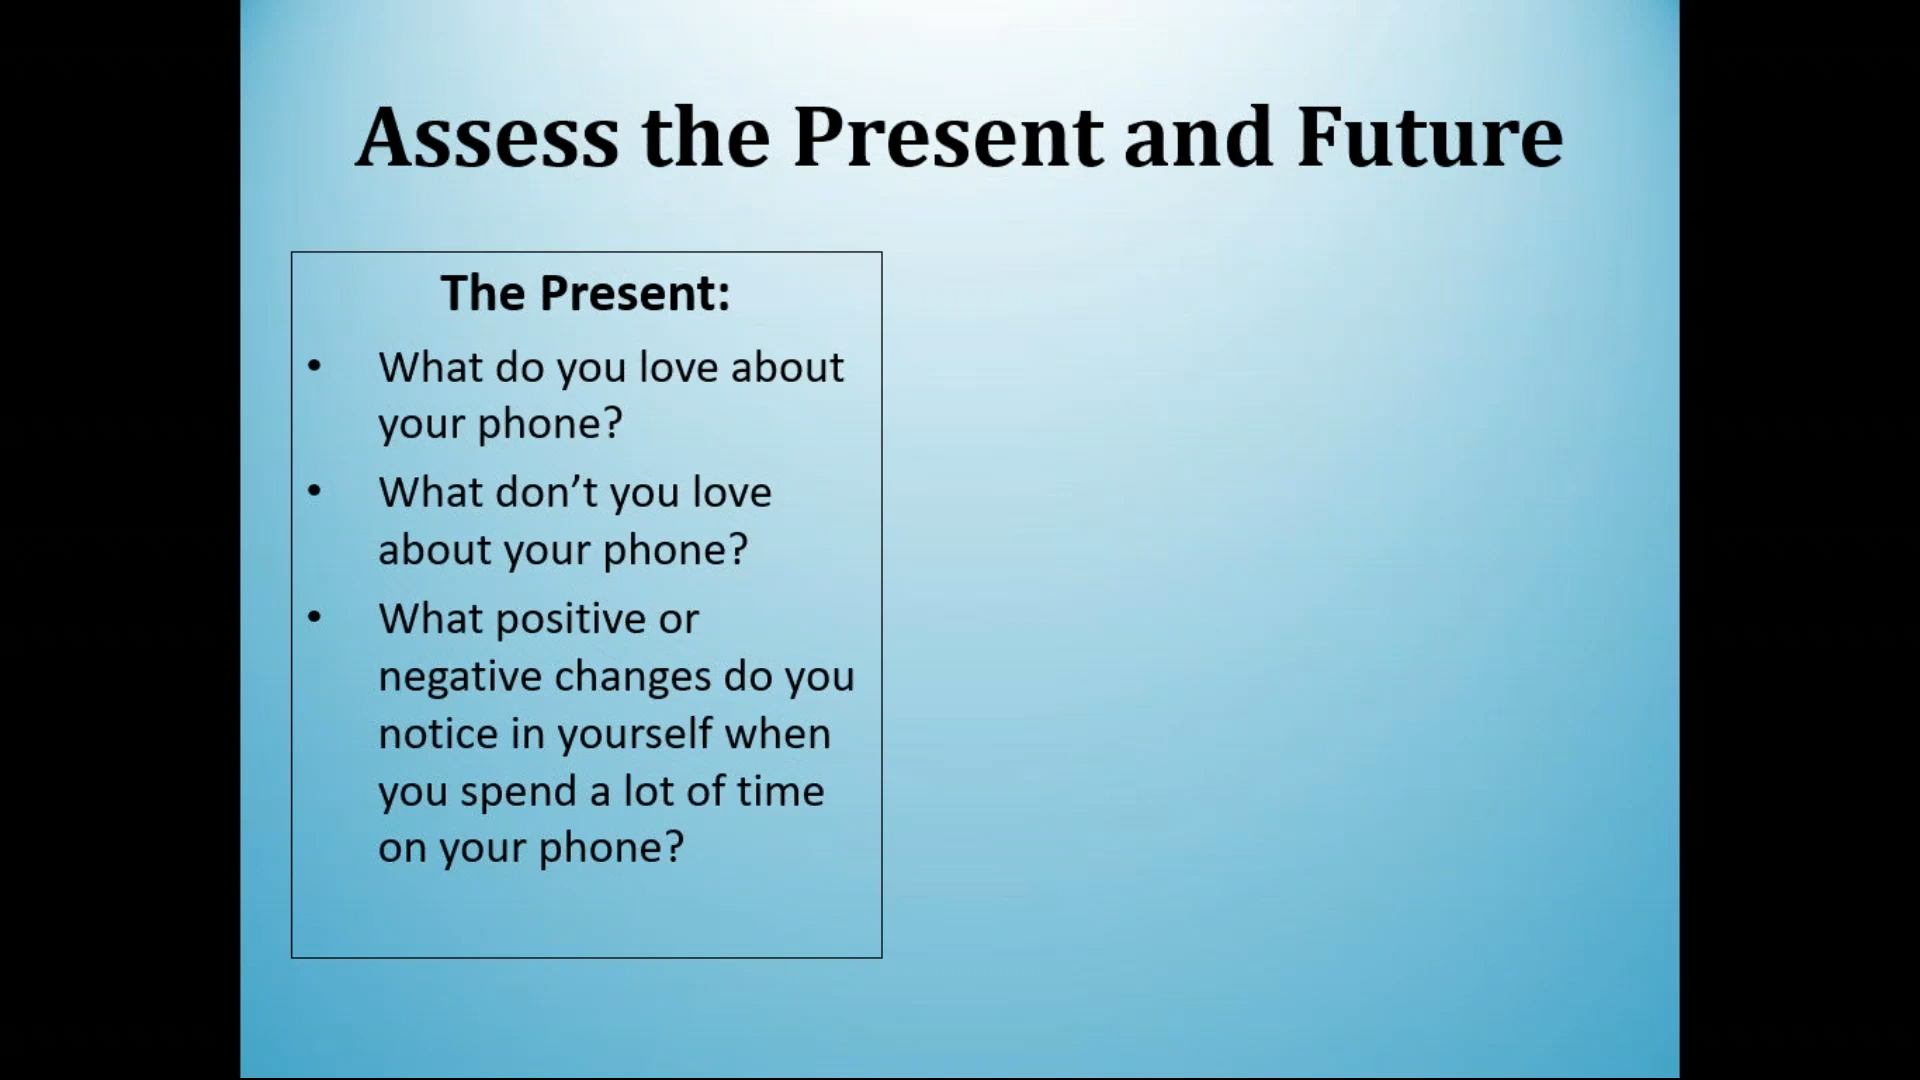 Assess the Present and Future
The Present:
• What do you love about
your phone?
• What don’t you love
about your phone?
• What positive or
negative changes do you
notice in yourself when
you spend a lot of time
on your phone?